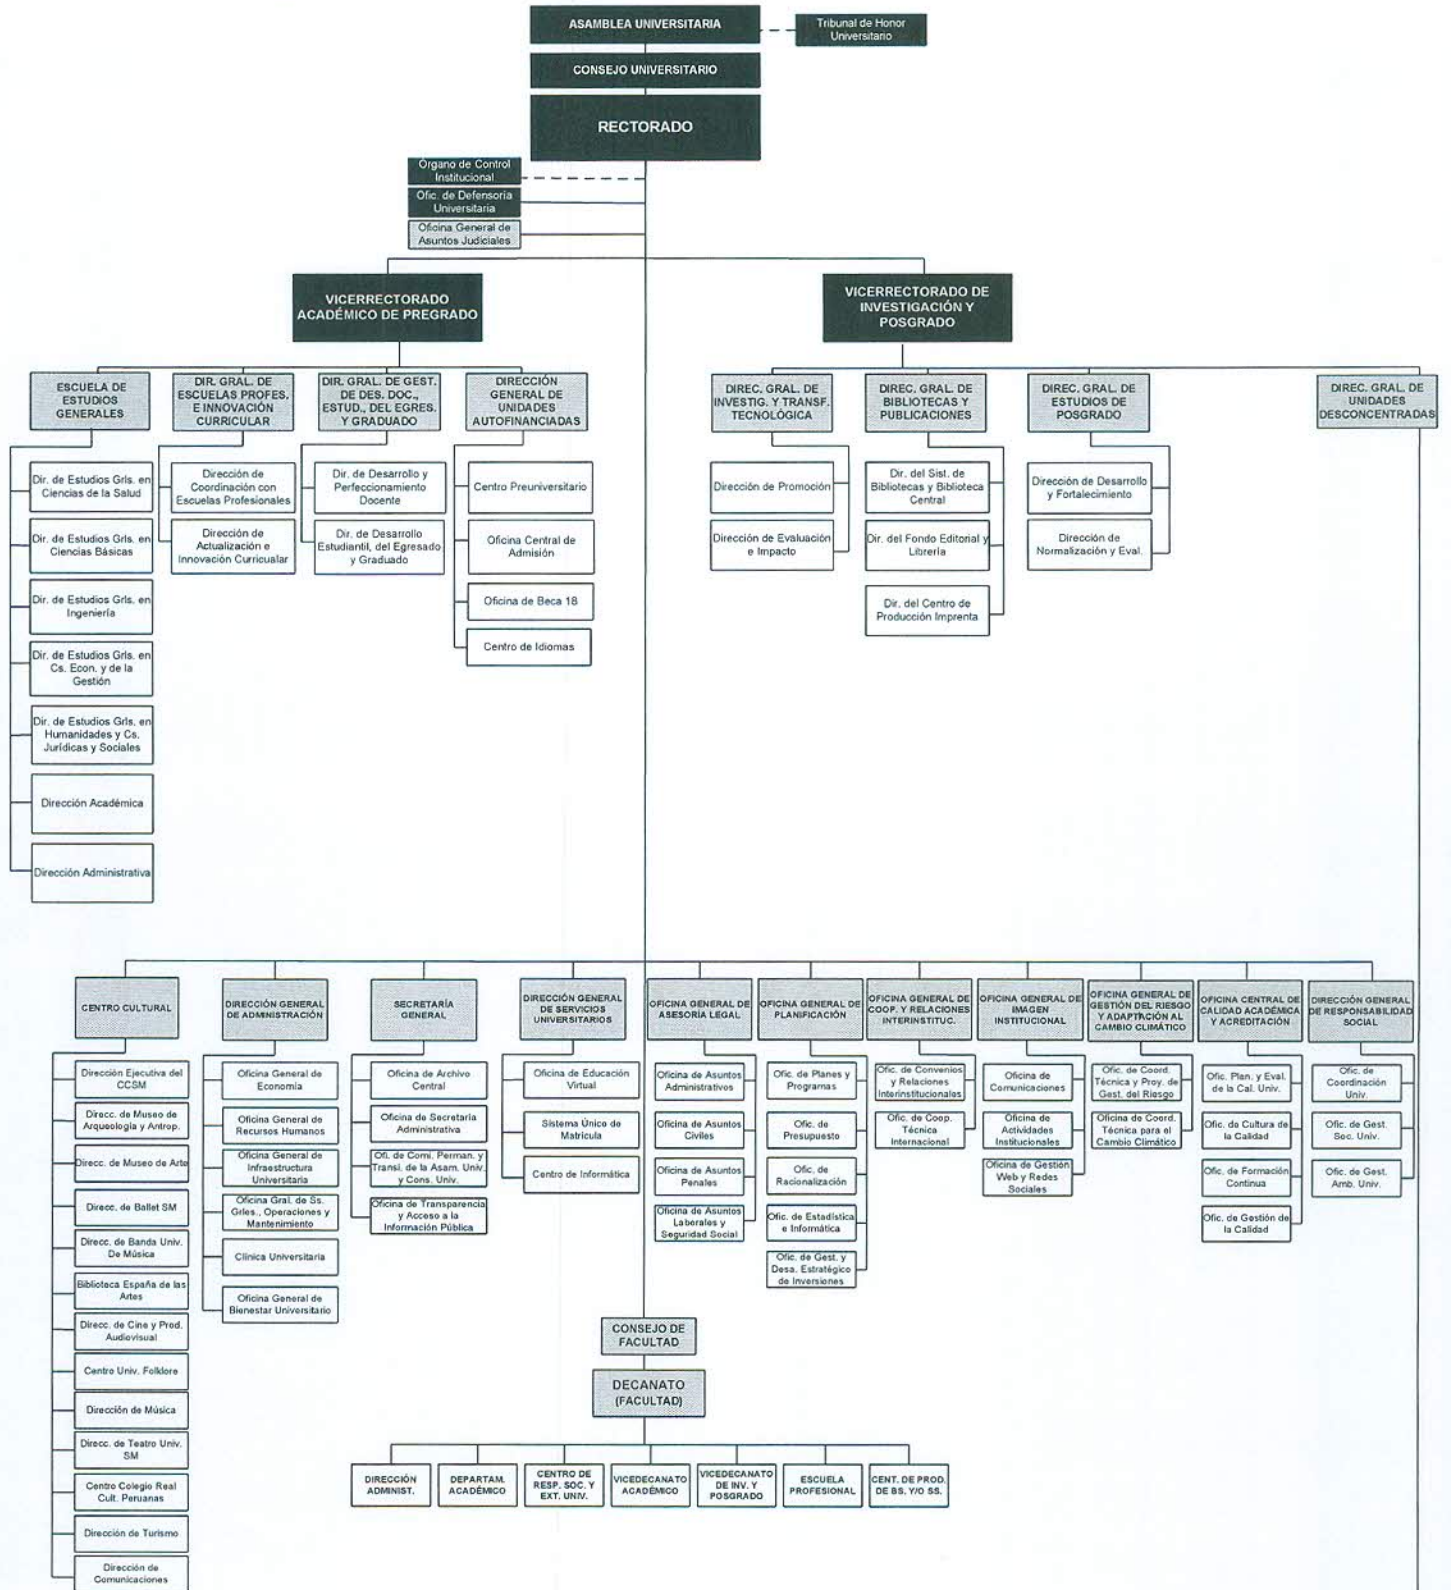 ASAMBLEA UNIVERSITARIA
Tribunal de Honor
Universitario
CONSEJO UNIVERSITARIO
RECTORADO
Órgano de Control
Institucional
Ofic. de Defensoría
Universitaria
Oficina General de
Asuntos Judiciales
VICERRECTORADO
ACADÉMICO DE PREGRADO
VICERRECTORADO DE
INVESTIGACIÓN Y
POSGRADO
ESCUELA DE
ESTUDIOS
GENERALES
DIR. GRAL. DE
ESCUELAS PROFES.
E INNOVACIÓN
CURRICULAR
DIR. GRAL. DE GEST.
DE DES. DOC.,
ESTUD., DEL EGRES.
Y GRADUADO
DIRECCIÓN
GENERAL DE
UNIDADES
AUTOFINANCIADAS
DIREC. GRAL. DE
INVESTIG. Y TRANSF.
TECNOLÓGICA
DIREC. GRAL. DE
BIBLIOTECAS Y
PUBLICACIONES
DIREC. GRAL. DE
ESTUDIOS DE
POSGRADO
DIREC. GRAL. DE
UNIDADES
DESCONCENTRADAS
Dir. de Estudios Grls. en
Ciencias de la Salud
Dir. de Estudios Grls. en
Ciencias Básicas
Dir. de Estudios Grls. en
Ingeniería
Dir. de Estudios Grls. en
Cs. Econ. y de la
Gestión
Dir. de Estudios Grls. en
Humanidades y Cs.
Jurídicas y Sociales
Dirección Académica
Dirección Administrativa
Dirección de
Coordinación con
Escuelas Profesionales
Dirección de
Actualización e
Innovación Curricualar
Dir. de Desarrollo y
Perfeccionamiento
Docente
Dir. de Desarrollo
Estudiantil, del Egresado
y Graduado
Centro Preuniversitario
Oficina Central de
Admisión
Oficina de Beca 18
Centro de Idiomas
Dirección de Promoción
Dirección de Evaluación
e Impacto
Dir. del Sist. de
Bibliotecas y Biblioteca
Central
Dir. del Fondo Editorial y
Librería
Dir. del Centro de
Producción Imprenta
Dirección de Desarrollo
y Fortalecimiento
Dirección de
Normalización y Eval.
CENTRO CULTURAL
DIRECCIÓN GENERAL
DE ADMINISTRACIÓN
SECRETARÍA
GENERAL
DIRECCIÓN GENERAL
DE SERVICIOS
UNIVERSITARIOS
OFICINA GENERAL DE
ASESORÍA LEGAL
OFICINA GENERAL DE
PLANIFICACIÓN
OFICINA GENERAL DE
COOP. Y RELACIONES
INTERINSTITUC.
OFICINA GENERAL DE
IMAGEN
INSTITUCIONAL
OFICINA GENERAL DE
GESTIÓN DEL RIESGO
Y ADAPTACIÓN AL
CAMBIO CLIMÁTICO
OFICINA CENTRAL DE
CALIDAD ACADÉMICA
Y ACREDITACIÓN
DIRECCIÓN GENERAL
DE RESPONSABILIDAD
SOCIAL
Dirección Ejecutiva del
CCSM
Direcc. de Museo de
Arqueología y Antrop.
Direcc. de Museo de Arte
Direcc. de Ballet SM
Direcc. de Banda Univ.
De Música
Biblioteca España de las
Artes
Direcc. de Cine y Prod.
Audiovisual
Centro Univ. Folklore
Dirección de Música
Direcc. de Teatro Univ.
SM
Centro Colegio Real
Cult. Peruanas
Dirección de Turismo
Dirección de
Comunicaciones
Oficina General de
Economía
Oficina General de
Recursos Humanos
Oficina General de
Infraestructura
Universitaria
Oficina Gral. de Ss.
Grles., Operaciones y
Mantenimiento
Clínica Universitaria
Oficina General de
Bienestar Universitario
Oficina de Archivo
Central
Oficina de Secretaria
Administrativa
Ofi. de Comi. Perman. y
Transi. de la Asam. Univ.
y Cons. Univ.
Oficina de Transparencia
y Acceso a la
Información Pública
Oficina de Educación
Virtual
Sistema Único de
Matrícula
Centro de Informática
Oficina de Asuntos
Administrativos
Oficina de Asuntos
Civiles
Oficina de Asuntos
Penales
Oficina de Asuntos
Laborales y
Seguridad Social
Ofic. de Planes y
Programas
Ofic. de
Presupuesto
Ofic. de
Racionalización
Ofic. de Estadística
e Informática
Ofic. de Gest. y
Desa. Estratégico
de Inversiones
Ofic. de Convenios
y Relaciones
Interinstitucionales
Ofic. de Coop.
Técnica
Internacional
Oficina de
Comunicaciones
Oficina de
Actividades
Institucionales
Oficina de Gestión
Web y Redes
Sociales
Ofic. de Coord.
Técnica y Proy. de
Gest. del Riesgo
Oficina de Coord.
Técnica para el
Cambio Climático
Ofic. Plan. y Eval.
de la Cal. Univ.
Ofic. de Cultura de
la Calidad
Ofic. de Formación
Continua
Ofic. de Gestión de
la Calidad
Ofic. de
Coordinación
Univ.
Ofic. de Gest.
Soc. Univ.
Ofic. de Gest.
Amb. Univ.
CONSEJO DE
FACULTAD
DECANATO
(FACULTAD)
DIRECCIÓN
ADMINIST.
DEPARTAM.
ACADÉMICO
CENTRO DE
RESP. SOC. Y
EXT. UNIV.
VICEDECANATO
ACADÉMICO
VICEDECANATO
DE INV. Y
POSGRADO
ESCUELA
PROFESIONAL
CENT. DE PROD.
DE BS. Y/O SS.